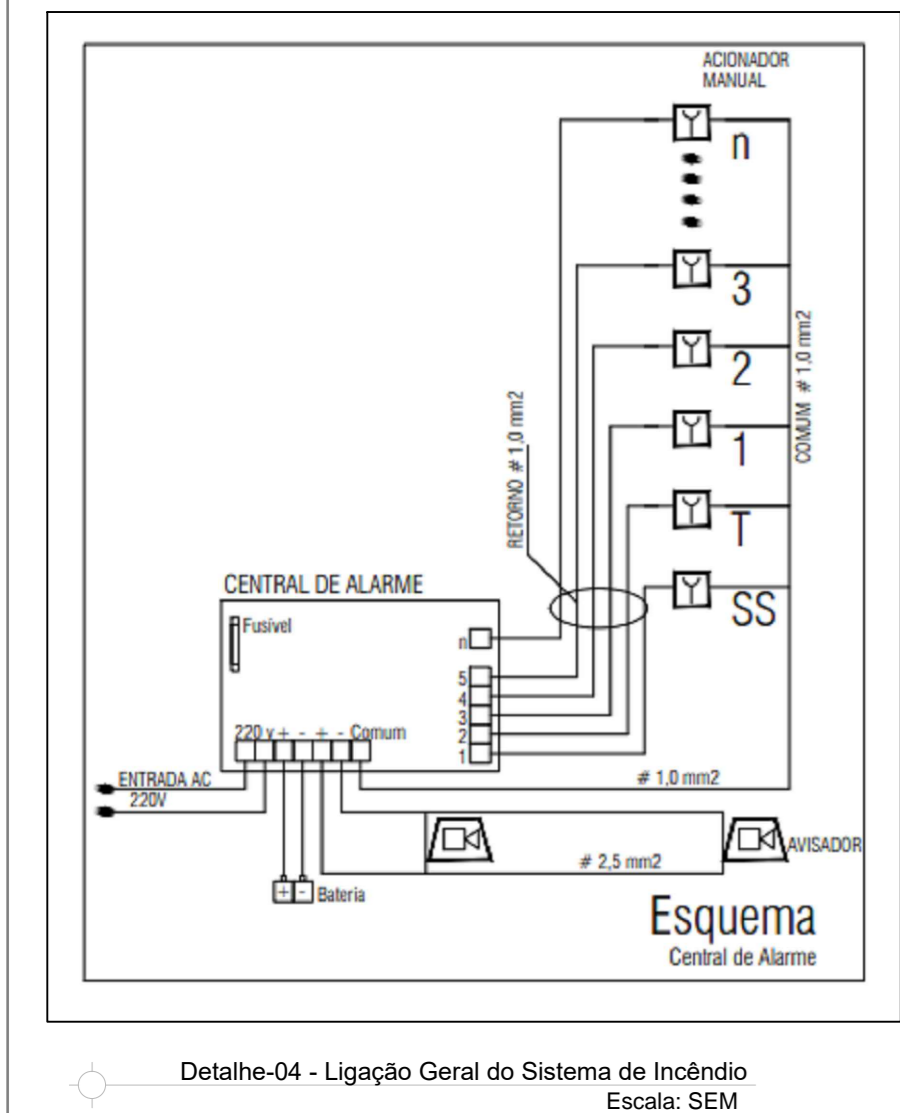 ACIONADOR
MANUAL
n
3
2
1
T
SS
COMUM # 1,0 mm2
RETORNO # 1,0 mm2
CENTRAL DE ALARME
Fusível
n
5
4
3
2
1
220 v + - + - Comum
ENTRADA AC
220V
# 1,0 mm2
+ - Bateria
AVISADOR
# 2,5 mm2
Esquema
Central de Alarme
Detalhe-04 - Ligação Geral do Sistema de Incêndio
Escala: SEM